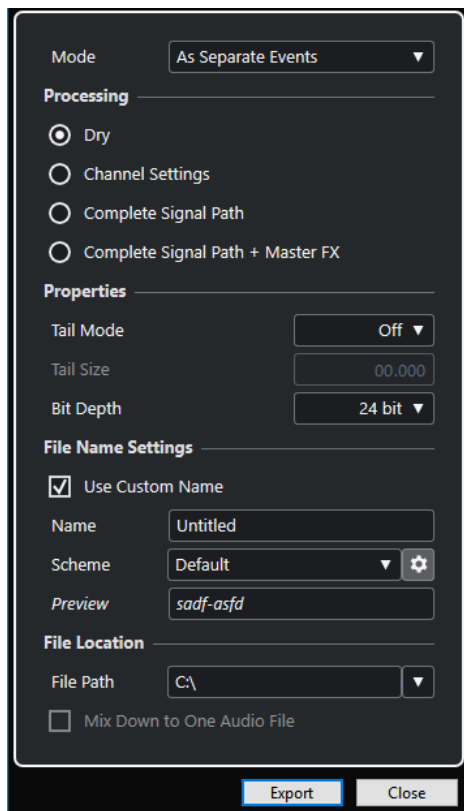 Mode As Separate Events
Processing
Dry
Channel Settings
Complete Signal Path
Complete Signal Path + Master FX
Properties
Tail Mode Off
Tail Size 00.000
Bit Depth 24 bit
File Name Settings
Use Custom Name
Name Untitled
Scheme Default
Preview sadf-asfd
File Location
File Path C:\
Mix Down to One Audio File
Export Close